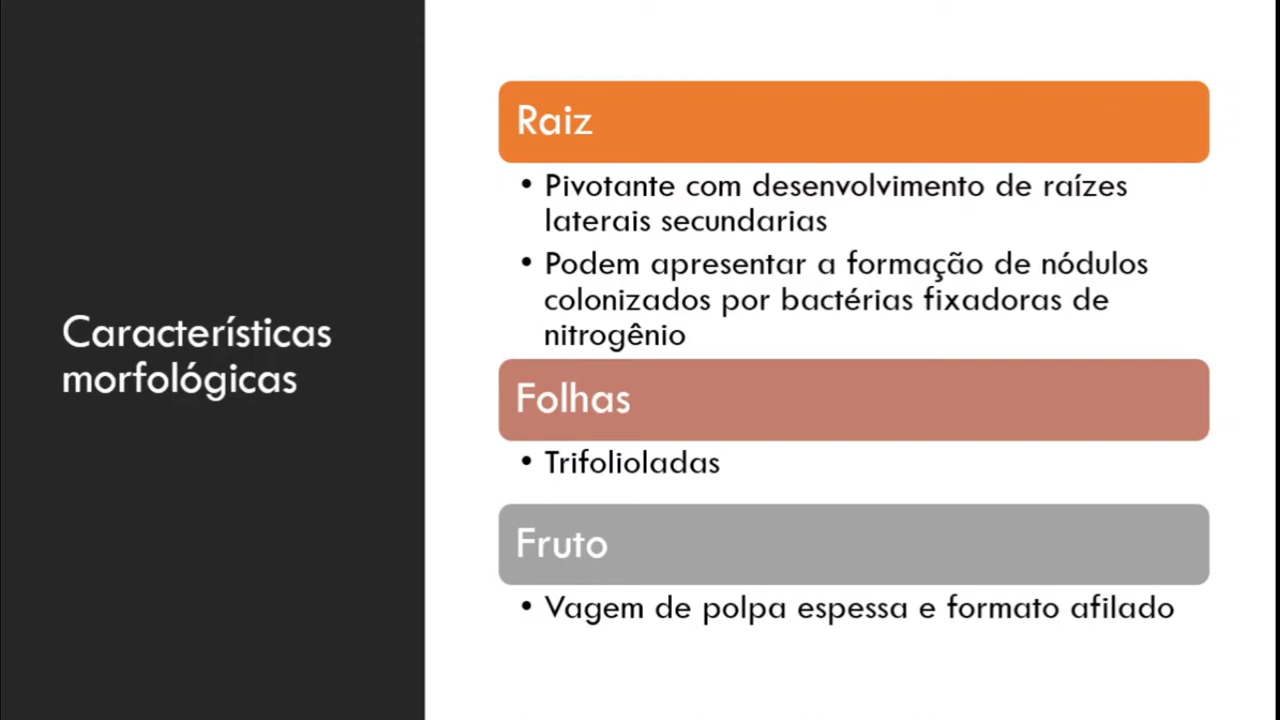 Características
morfológicas
Raiz
• Pivotante com desenvolvimento de raízes
laterais secundarias
• Podem apresentar a formação de nódulos
colonizados por bactérias fixadoras de
nitrogênio
Folhas
• Trifolioladas
Fruto
• Vagem de polpa espessa e formato afilado